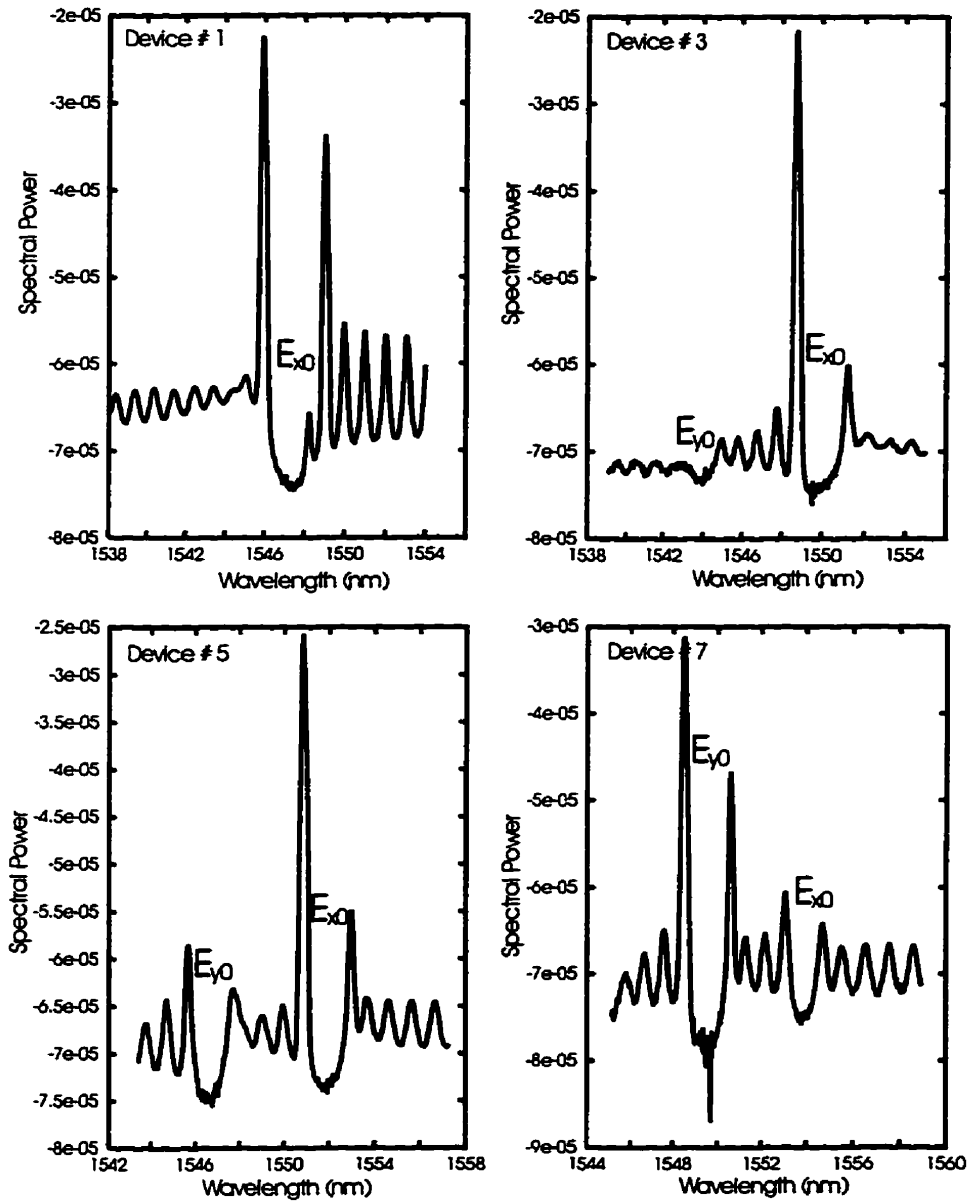 Device # 1
-2e-05
-3e-05
-4e-05
-5e-05
-6e-05
-7e-05
-8e-05
Spectral Power
Ex0
1538 1542 1546 1550 1554
Wavelength (nm)
Device # 3
-2e-05
-3e-05
-4e-05
-5e-05
-6e-05
-7e-05
-8e-05
Spectral Power
Ey0
Ex0
1538 1542 1546 1550 1554
Wavelength (nm)
Device # 5
-2.5e-05
-3e-05
-3.5e-05
-4e-05
-4.5e-05
-5e-05
-5.5e-05
-6e-05
-6.5e-05
-7e-05
-7.5e-05
-8e-05
Spectral Power
Ey0
Ex0
1542 1546 1550 1554 1558
Wavelength (nm)
Device # 7
-3e-05
-4e-05
-5e-05
-6e-05
-7e-05
-8e-05
-9e-05
Spectral Power
Ey0
Ex0
1544 1548 1552 1556 1560
Wavelength (nm)